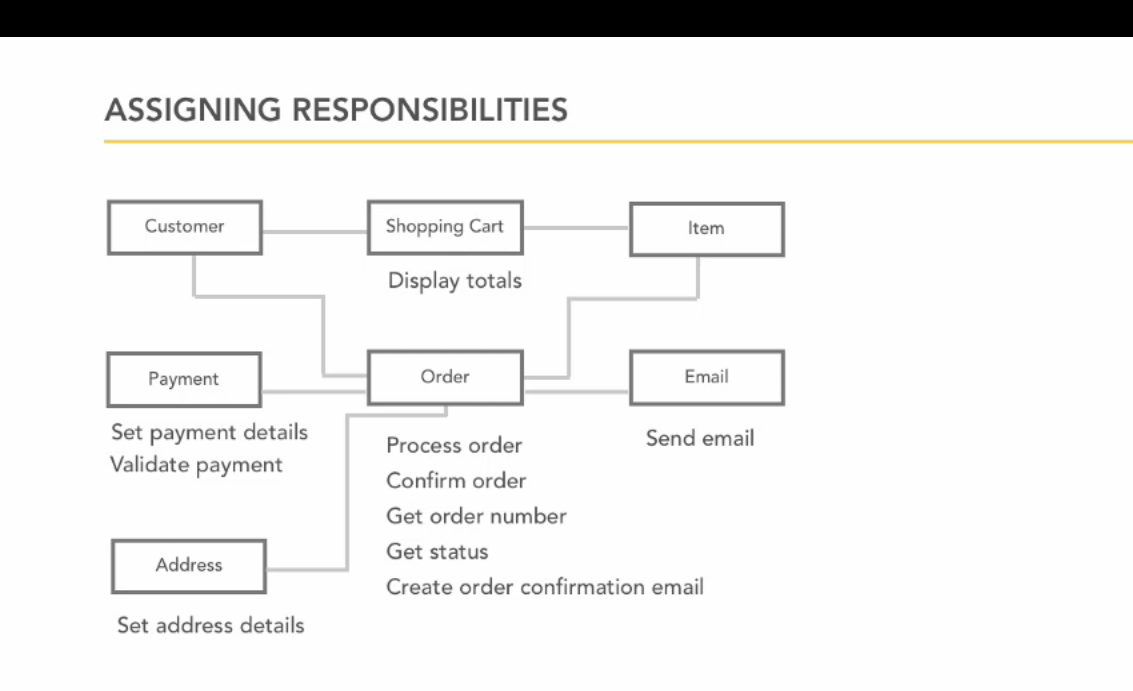 ASSIGNING RESPONSIBILITIES
Customer
Shopping Cart
Item
Display totals
Payment
Order
Email
Set payment details
Validate payment
Process order
Confirm order
Get order number
Get status
Create order confirmation email
Send email
Address
Set address details